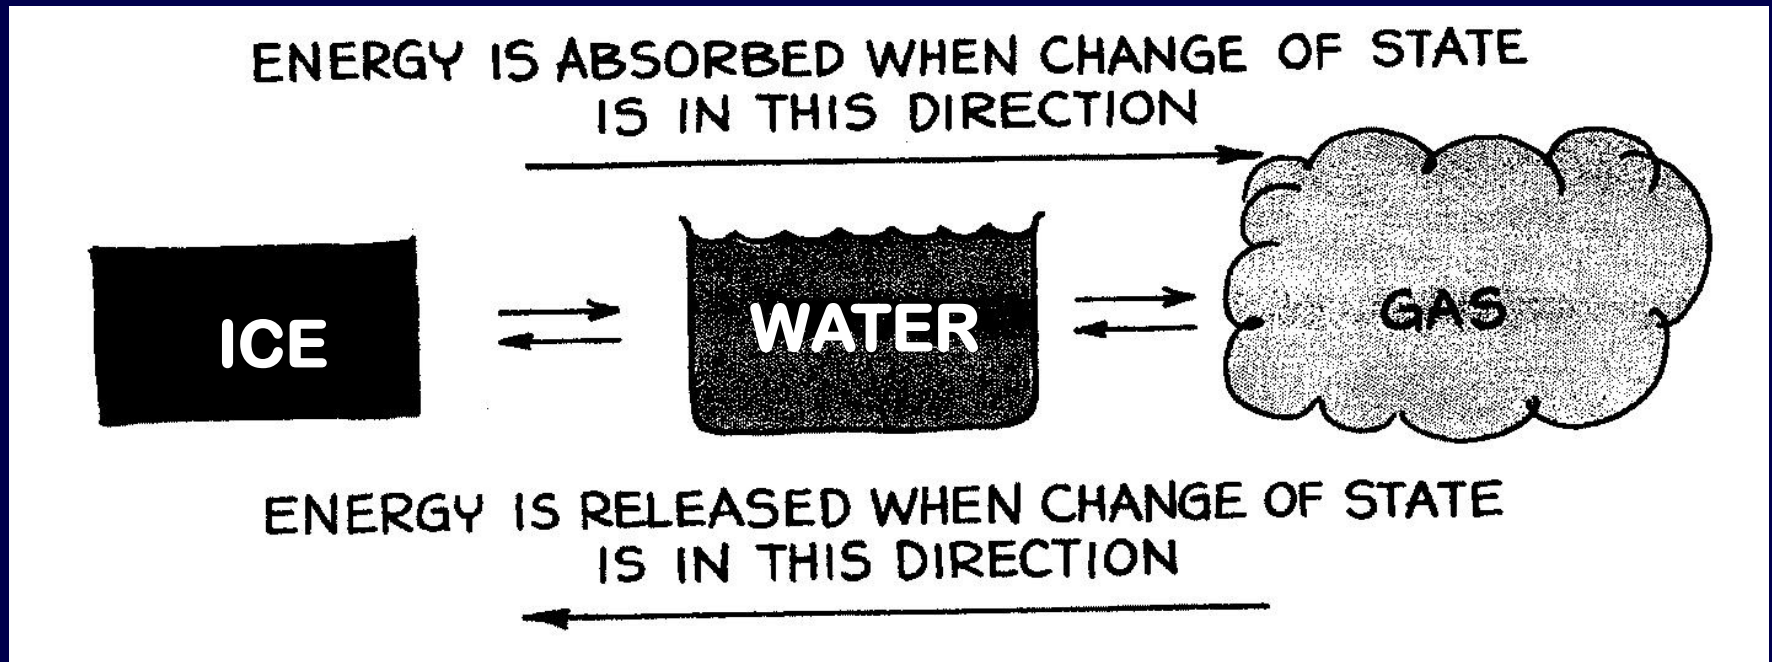 ENERGY IS ABSORBED WHEN CHANGE OF STATE
IS IN THIS DIRECTION
ICE
WATER
GAS
ENERGY IS RELEASED WHEN CHANGE OF STATE
IS IN THIS DIRECTION